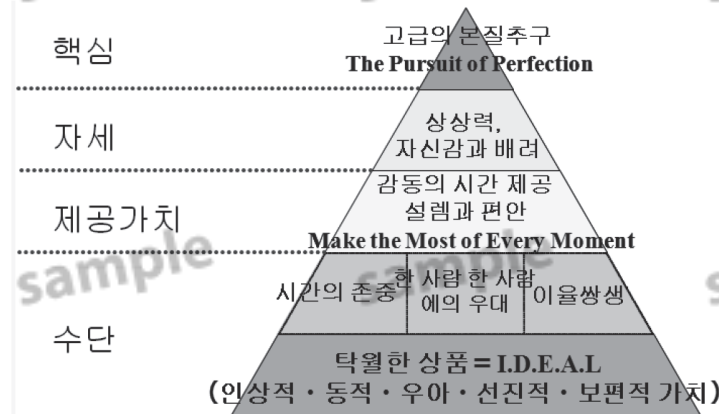 핵심
고급의 본질추구
The Pursuit of Perfection
자세
상상력,
자신감과 배려
제공가치
감동의 시간 제공
설렘과 편안
Make the Most of Every Moment
수단
시간의 존중
한 사람 한 사람
에의 우대
이율쌍생
탁월한 상품 = I.D.E.A.L
(인상적・동적・우아・선진적・보편적 가치)
sample
sample